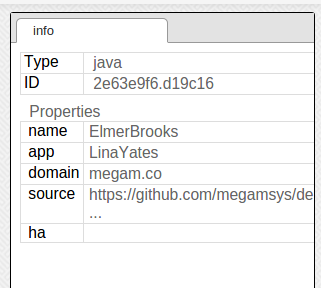 info
Type java
ID 2e63e9f6.d19c16
Properties
name ElmerBrooks
app LinaYates
domain megam.co
source https://github.com/megamsys/de
...
ha